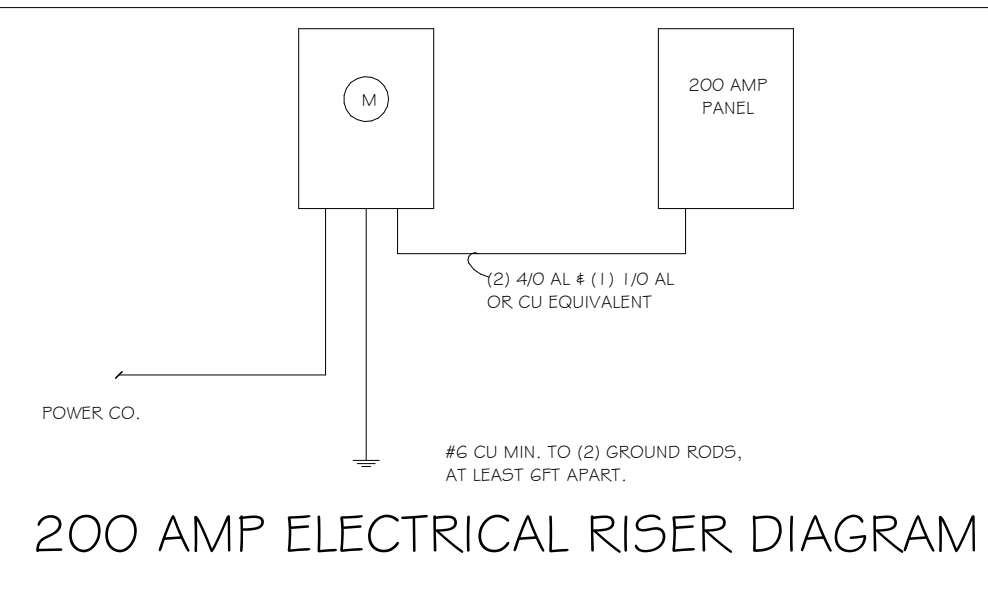 M
200 AMP
PANEL
(2) 4/0 AL & (1) 1/0 AL
OR CU EQUIVALENT
POWER CO.
#6 CU MIN. TO (2) GROUND RODS,
AT LEAST 6FT APART.
200 AMP ELECTRICAL RISER DIAGRAM